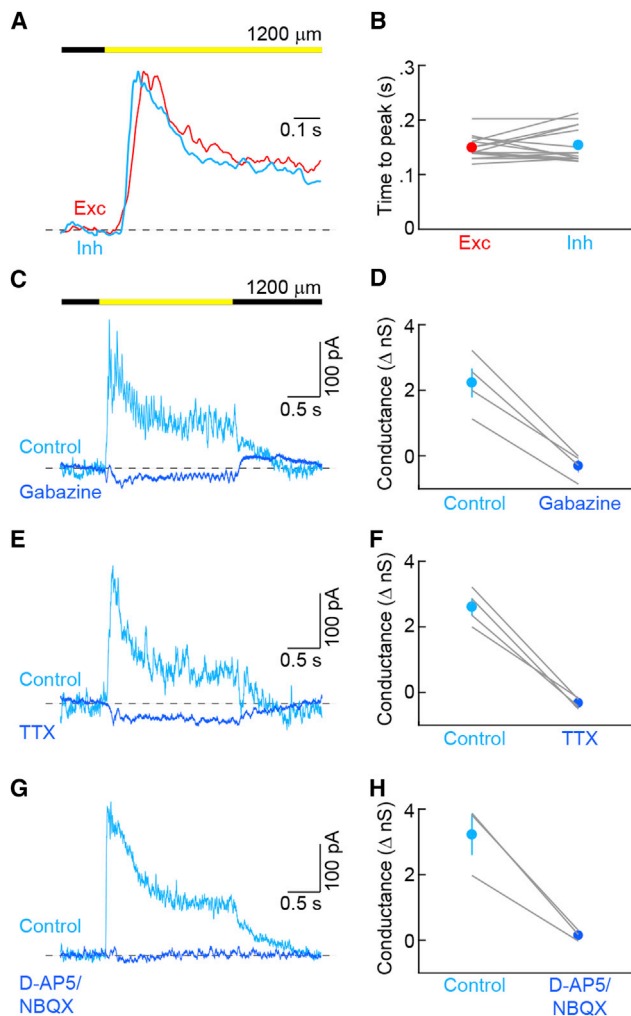 A
1200 μm
0.1 s
Exc
Inh
B
Time to peak (s)
.3
.2
.1
0
Exc
Inh
C
1200 μm
100 pA
0.5 s
Control
Gabazine
D
Conductance (Δ nS)
4
2
0
Control
Gabazine
E
100 pA
0.5 s
Control
TTX
F
Conductance (Δ nS)
4
2
0
Control
TTX
G
100 pA
0.5 s
Control
D-AP5/
NBQX
H
Conductance (Δ nS)
4
2
0
Control
D-AP5/
NBQX